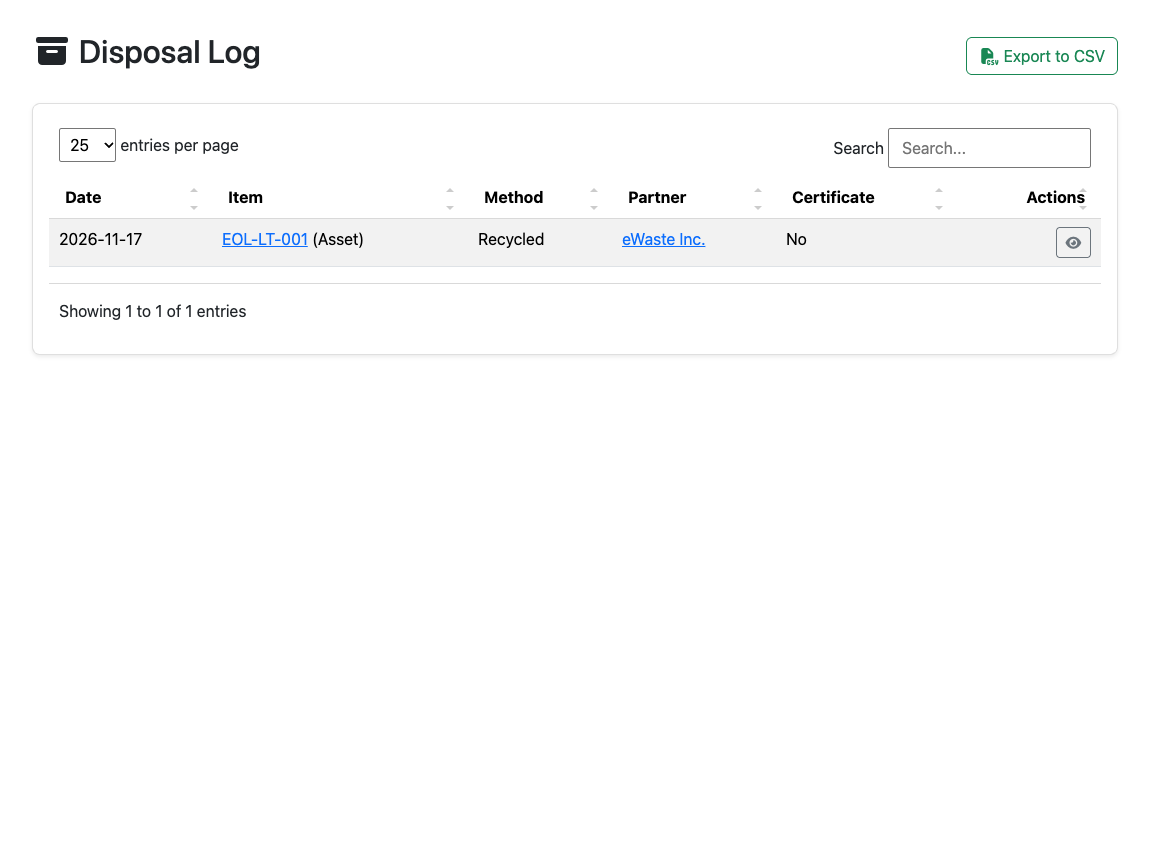 Disposal Log
CSV Export to CSV
25 entries per page
Search Search...
Date Item Method Partner Certificate Actions
2026-11-17 EOL-LT-001 (Asset) Recycled eWaste Inc. No
Showing 1 to 1 of 1 entries